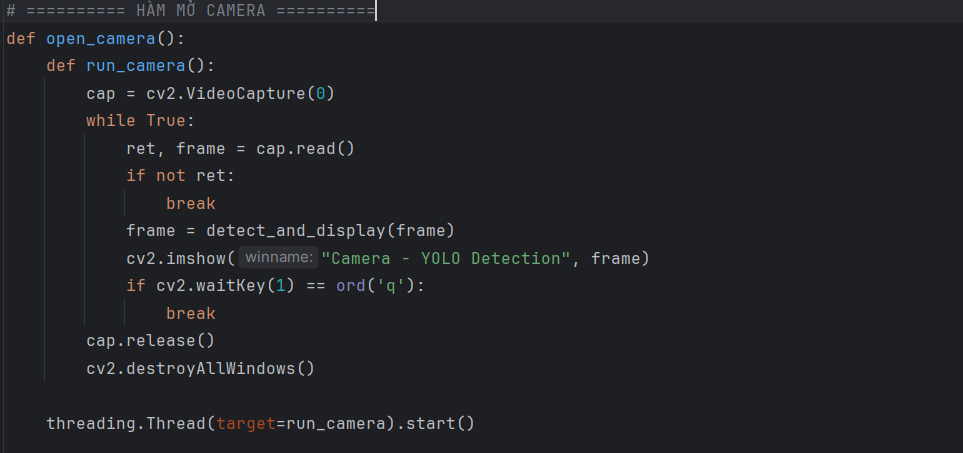 # ========== HÀM MỞ CAMERA ==========
def open_camera():
    def run_camera():
        cap = cv2.VideoCapture(0)
        while True:
            ret, frame = cap.read()
            if not ret:
                break
            frame = detect_and_display(frame)
            cv2.imshow( winname: "Camera - YOLO Detection", frame)
            if cv2.waitKey(1) == ord('q'):
                break
        cap.release()
        cv2.destroyAllWindows()
    threading.Thread(target=run_camera).start()